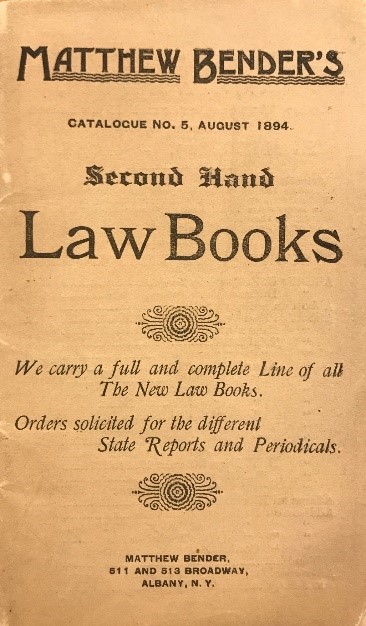 MATTHEW BENDER'S
CATALOGUE NO. 5, AUGUST 1894.
Second Hand
Law Books
We carry a full and complete Line of all
The New Law Books.
Orders solicited for the different
State Reports and Periodicals.
MATTHEW BENDER,
511 AND 513 BROADWAY,
ALBANY, N. Y.